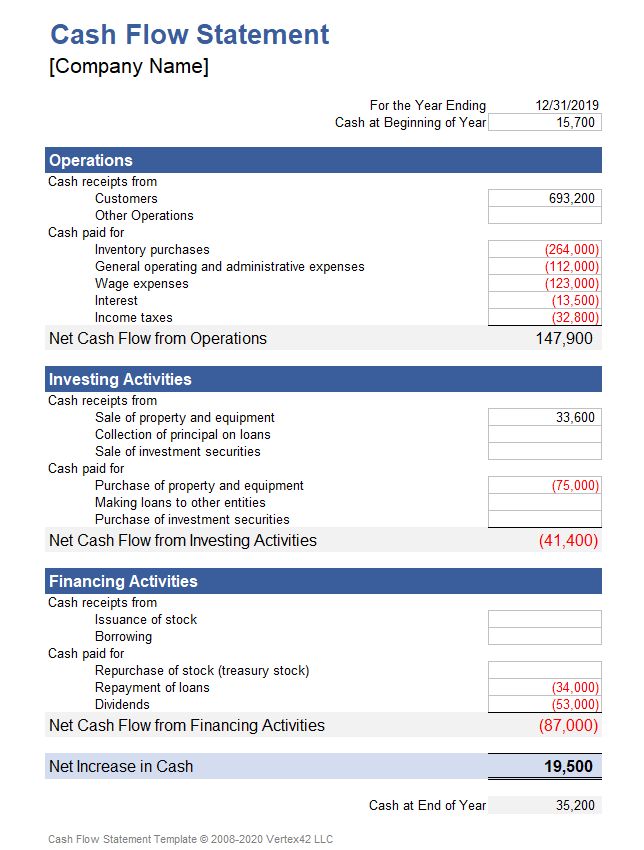 Cash Flow Statement
[Company Name]
For the Year Ending 12/31/2019
Cash at Beginning of Year 15,700
Operations
Cash receipts from
Customers 693,200
Other Operations
Cash paid for
Inventory purchases (264,000)
General operating and administrative expenses (112,000)
Wage expenses (123,000)
Interest (13,500)
Income taxes (32,800)
Net Cash Flow from Operations 147,900
Investing Activities
Cash receipts from
Sale of property and equipment 33,600
Collection of principal on loans
Sale of investment securities
Cash paid for
Purchase of property and equipment (75,000)
Making loans to other entities
Purchase of investment securities
Net Cash Flow from Investing Activities (41,400)
Financing Activities
Cash receipts from
Issuance of stock
Borrowing
Cash paid for
Repurchase of stock (treasury stock)
Repayment of loans (34,000)
Dividends (53,000)
Net Cash Flow from Financing Activities (87,000)
Net Increase in Cash 19,500
Cash at End of Year 35,200
Cash Flow Statement Template © 2008-2020 Vertex42 LLC